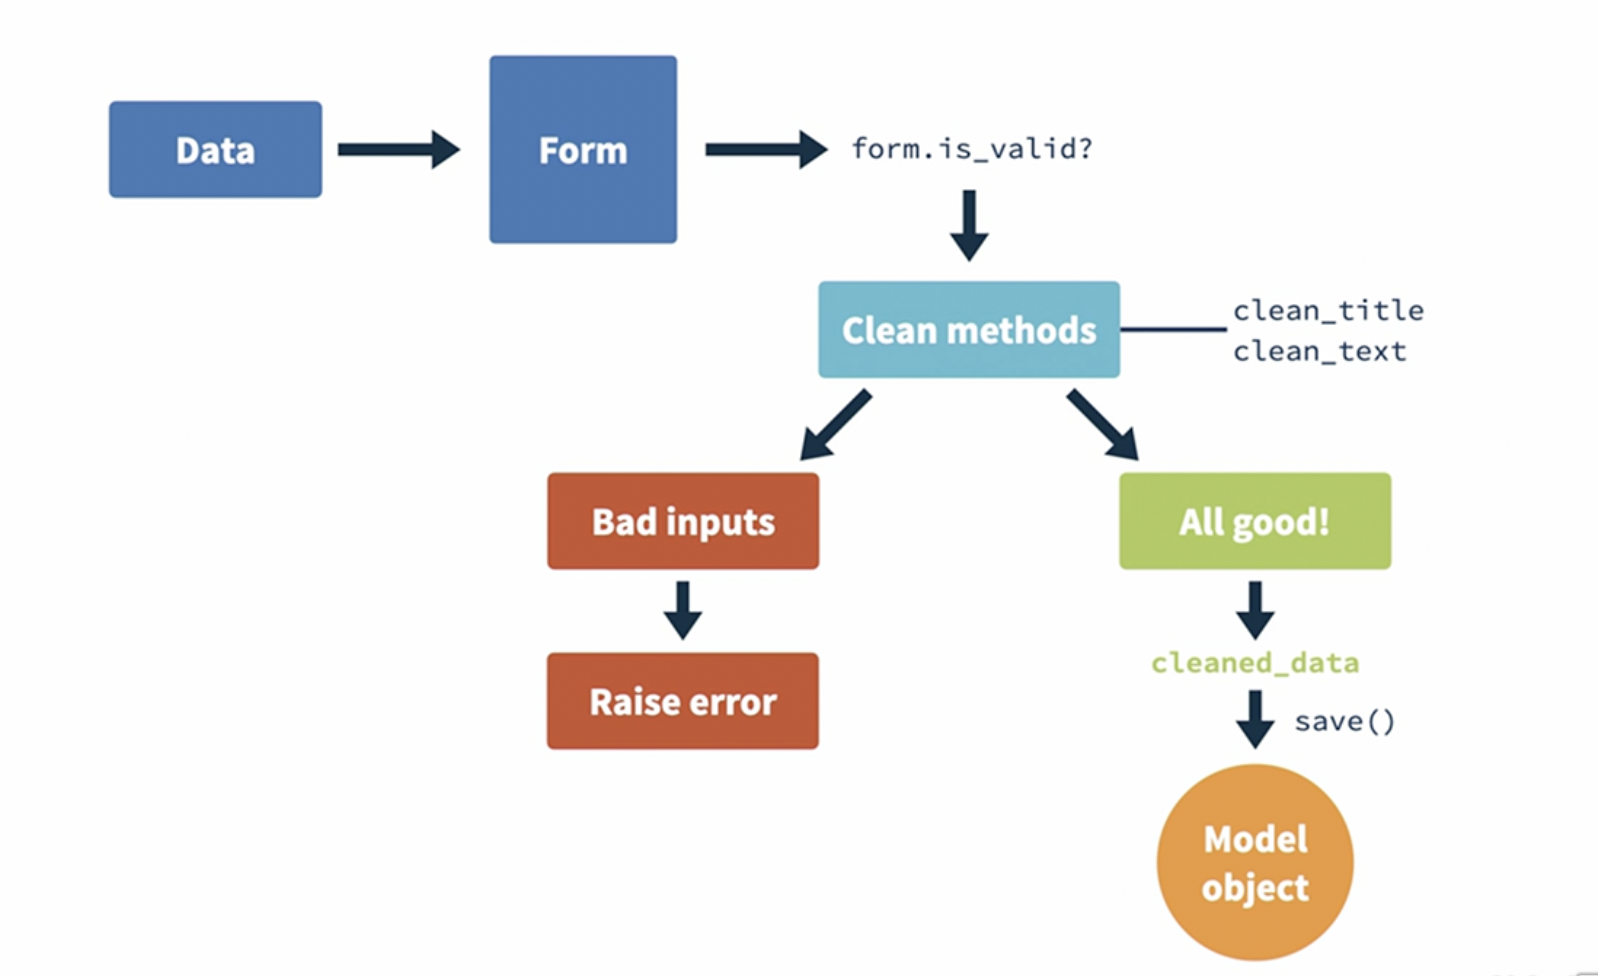 Data
Form
form.is_valid?
Clean methods
clean_title
clean_text
Bad inputs
All good!
Raise error
cleaned_data
save()
Model
object